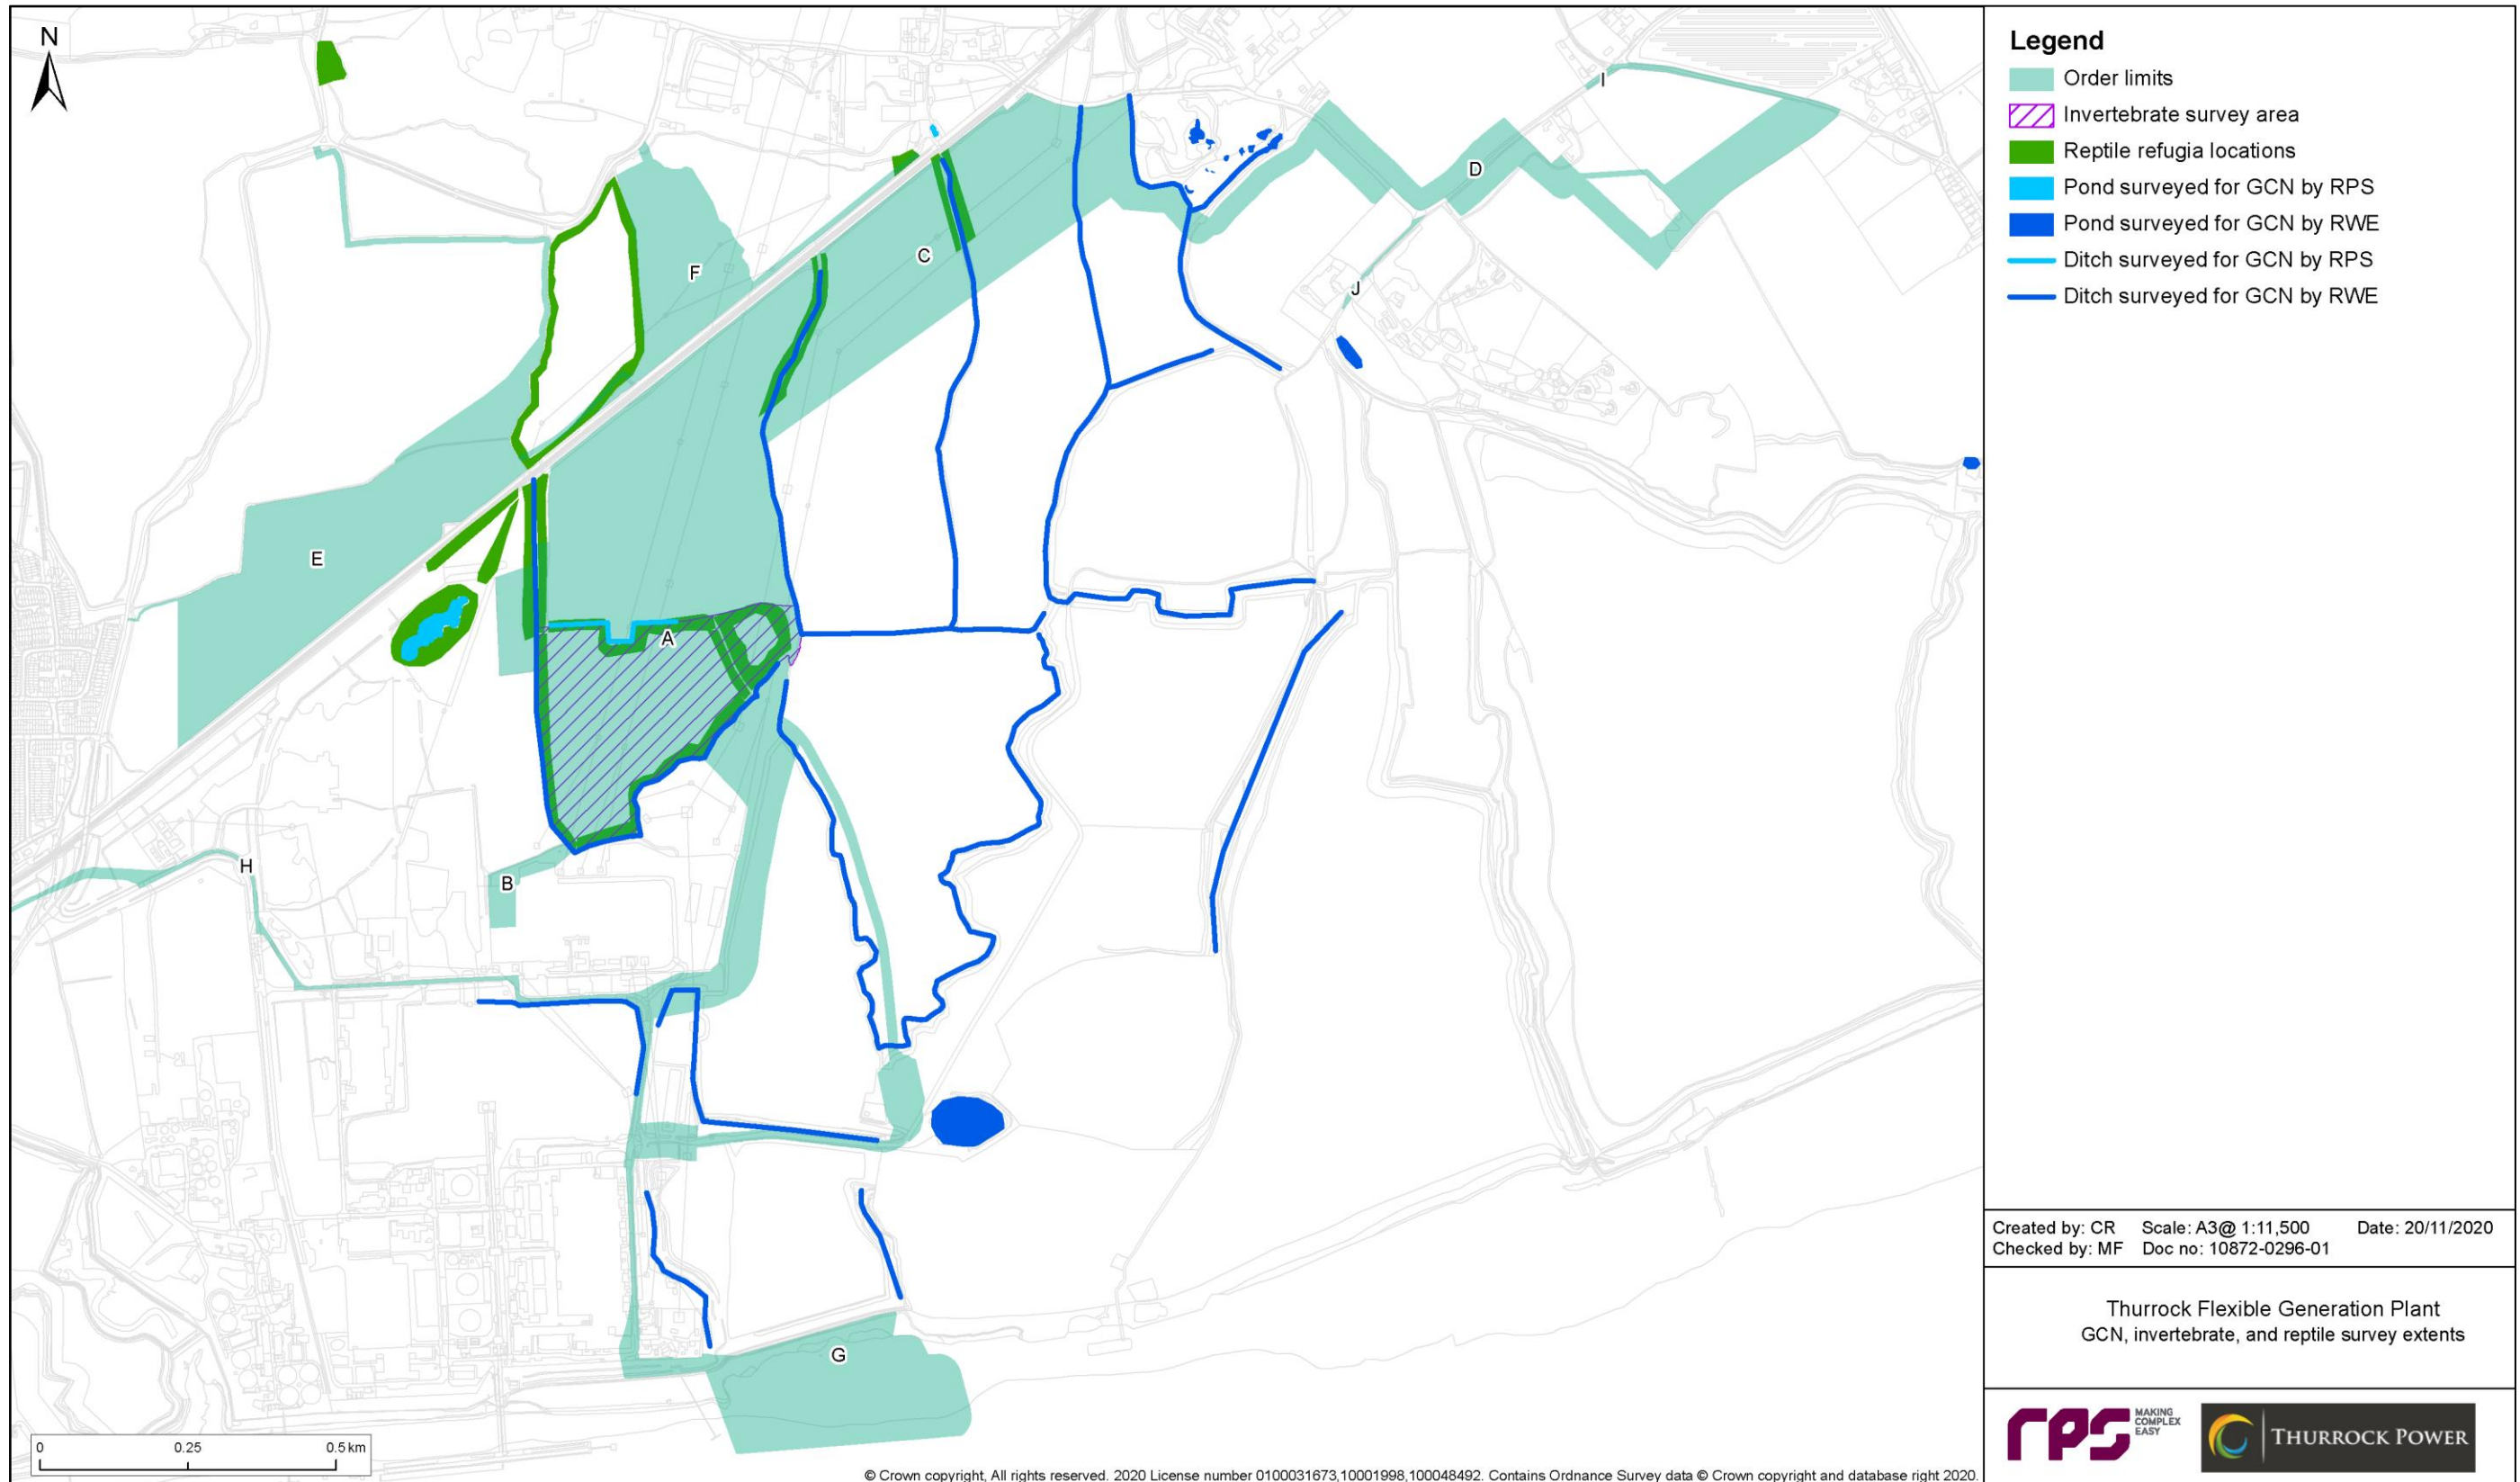 N
I
D
C
F
J
E
A
H
B
G
0 0.25 0.5 km
© Crown copyright, All rights reserved. 2020 License number 0100031673,10001998,100048492. Contains Ordnance Survey data © Crown copyright and database right 2020.
Legend
Order limits
Invertebrate survey area
Reptile refugia locations
Pond surveyed for GCN by RPS
Pond surveyed for GCN by RWE
Ditch surveyed for GCN by RPS
Ditch surveyed for GCN by RWE
Created by: CR Scale: A3@ 1:11,500 Date: 20/11/2020
Checked by: MF Doc no: 10872-0296-01
Thurrock Flexible Generation Plant
GCN, invertebrate, and reptile survey extents
rps
MAKING
COMPLEX
EASY
THURROCK POWER